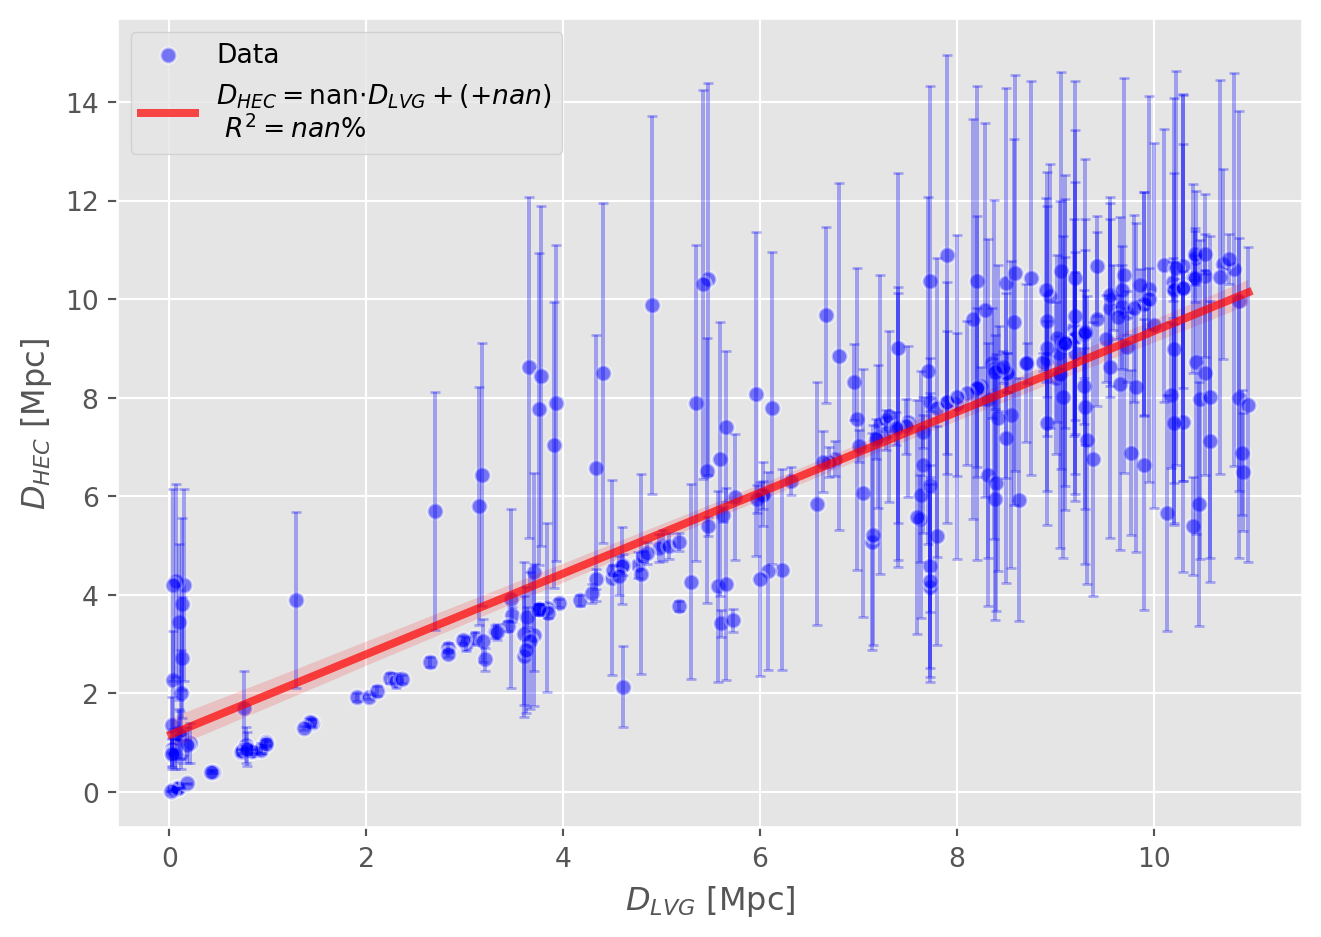 Data
D_HEC = nan·D_LVG + (+nan)
R² = nan%
14
12
10
8
6
4
2
0
D_HEC [Mpc]
0 2 4 6 8 10
D_LVG [Mpc]